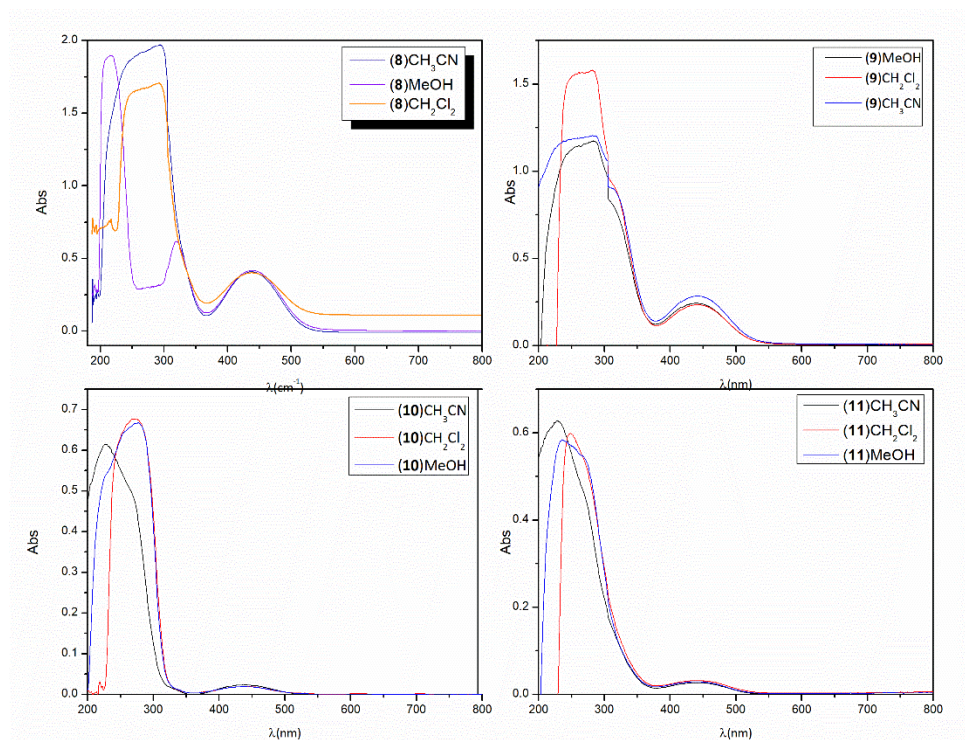 2.0
1.5
1.0
0.5
0.0
Abs
200 300 400 500 600 700 800
λ(cm⁻¹)
(8)CH₃CN
(8)MeOH
(8)CH₂Cl₂
1.5
1.0
0.5
0.0
Abs
200 300 400 500 600 700 800
λ(nm)
(9)MeOH
(9)CH₂Cl₂
(9)CH₃CN
0.7
0.6
0.5
0.4
0.3
0.2
0.1
0.0
Abs
200 300 400 500 600 700 800
λ(nm)
(10)CH₃CN
(10)CH₂Cl₂
(10)MeOH
0.6
0.4
0.2
0.0
Abs
200 300 400 500 600 700 800
λ(nm)
(11)CH₃CN
(11)CH₂Cl₂
(11)MeOH